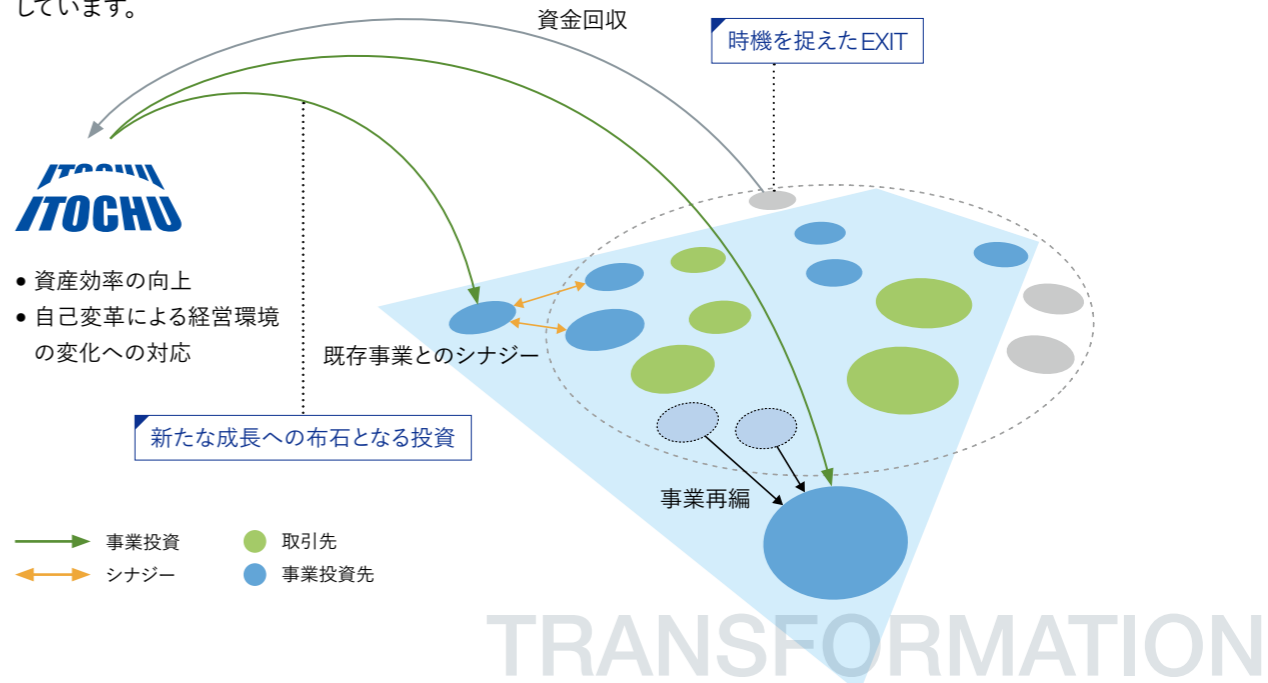 しています。
資金回収
時機を捉えたEXIT
ITOCHU
ITOCHU
• 資産効率の向上
• 自己変革による経営環境
の変化への対応
既存事業とのシナジー
新たな成長への布石となる投資
事業再編
事業投資
取引先
シナジー
事業投資先
TRANSFORMATION